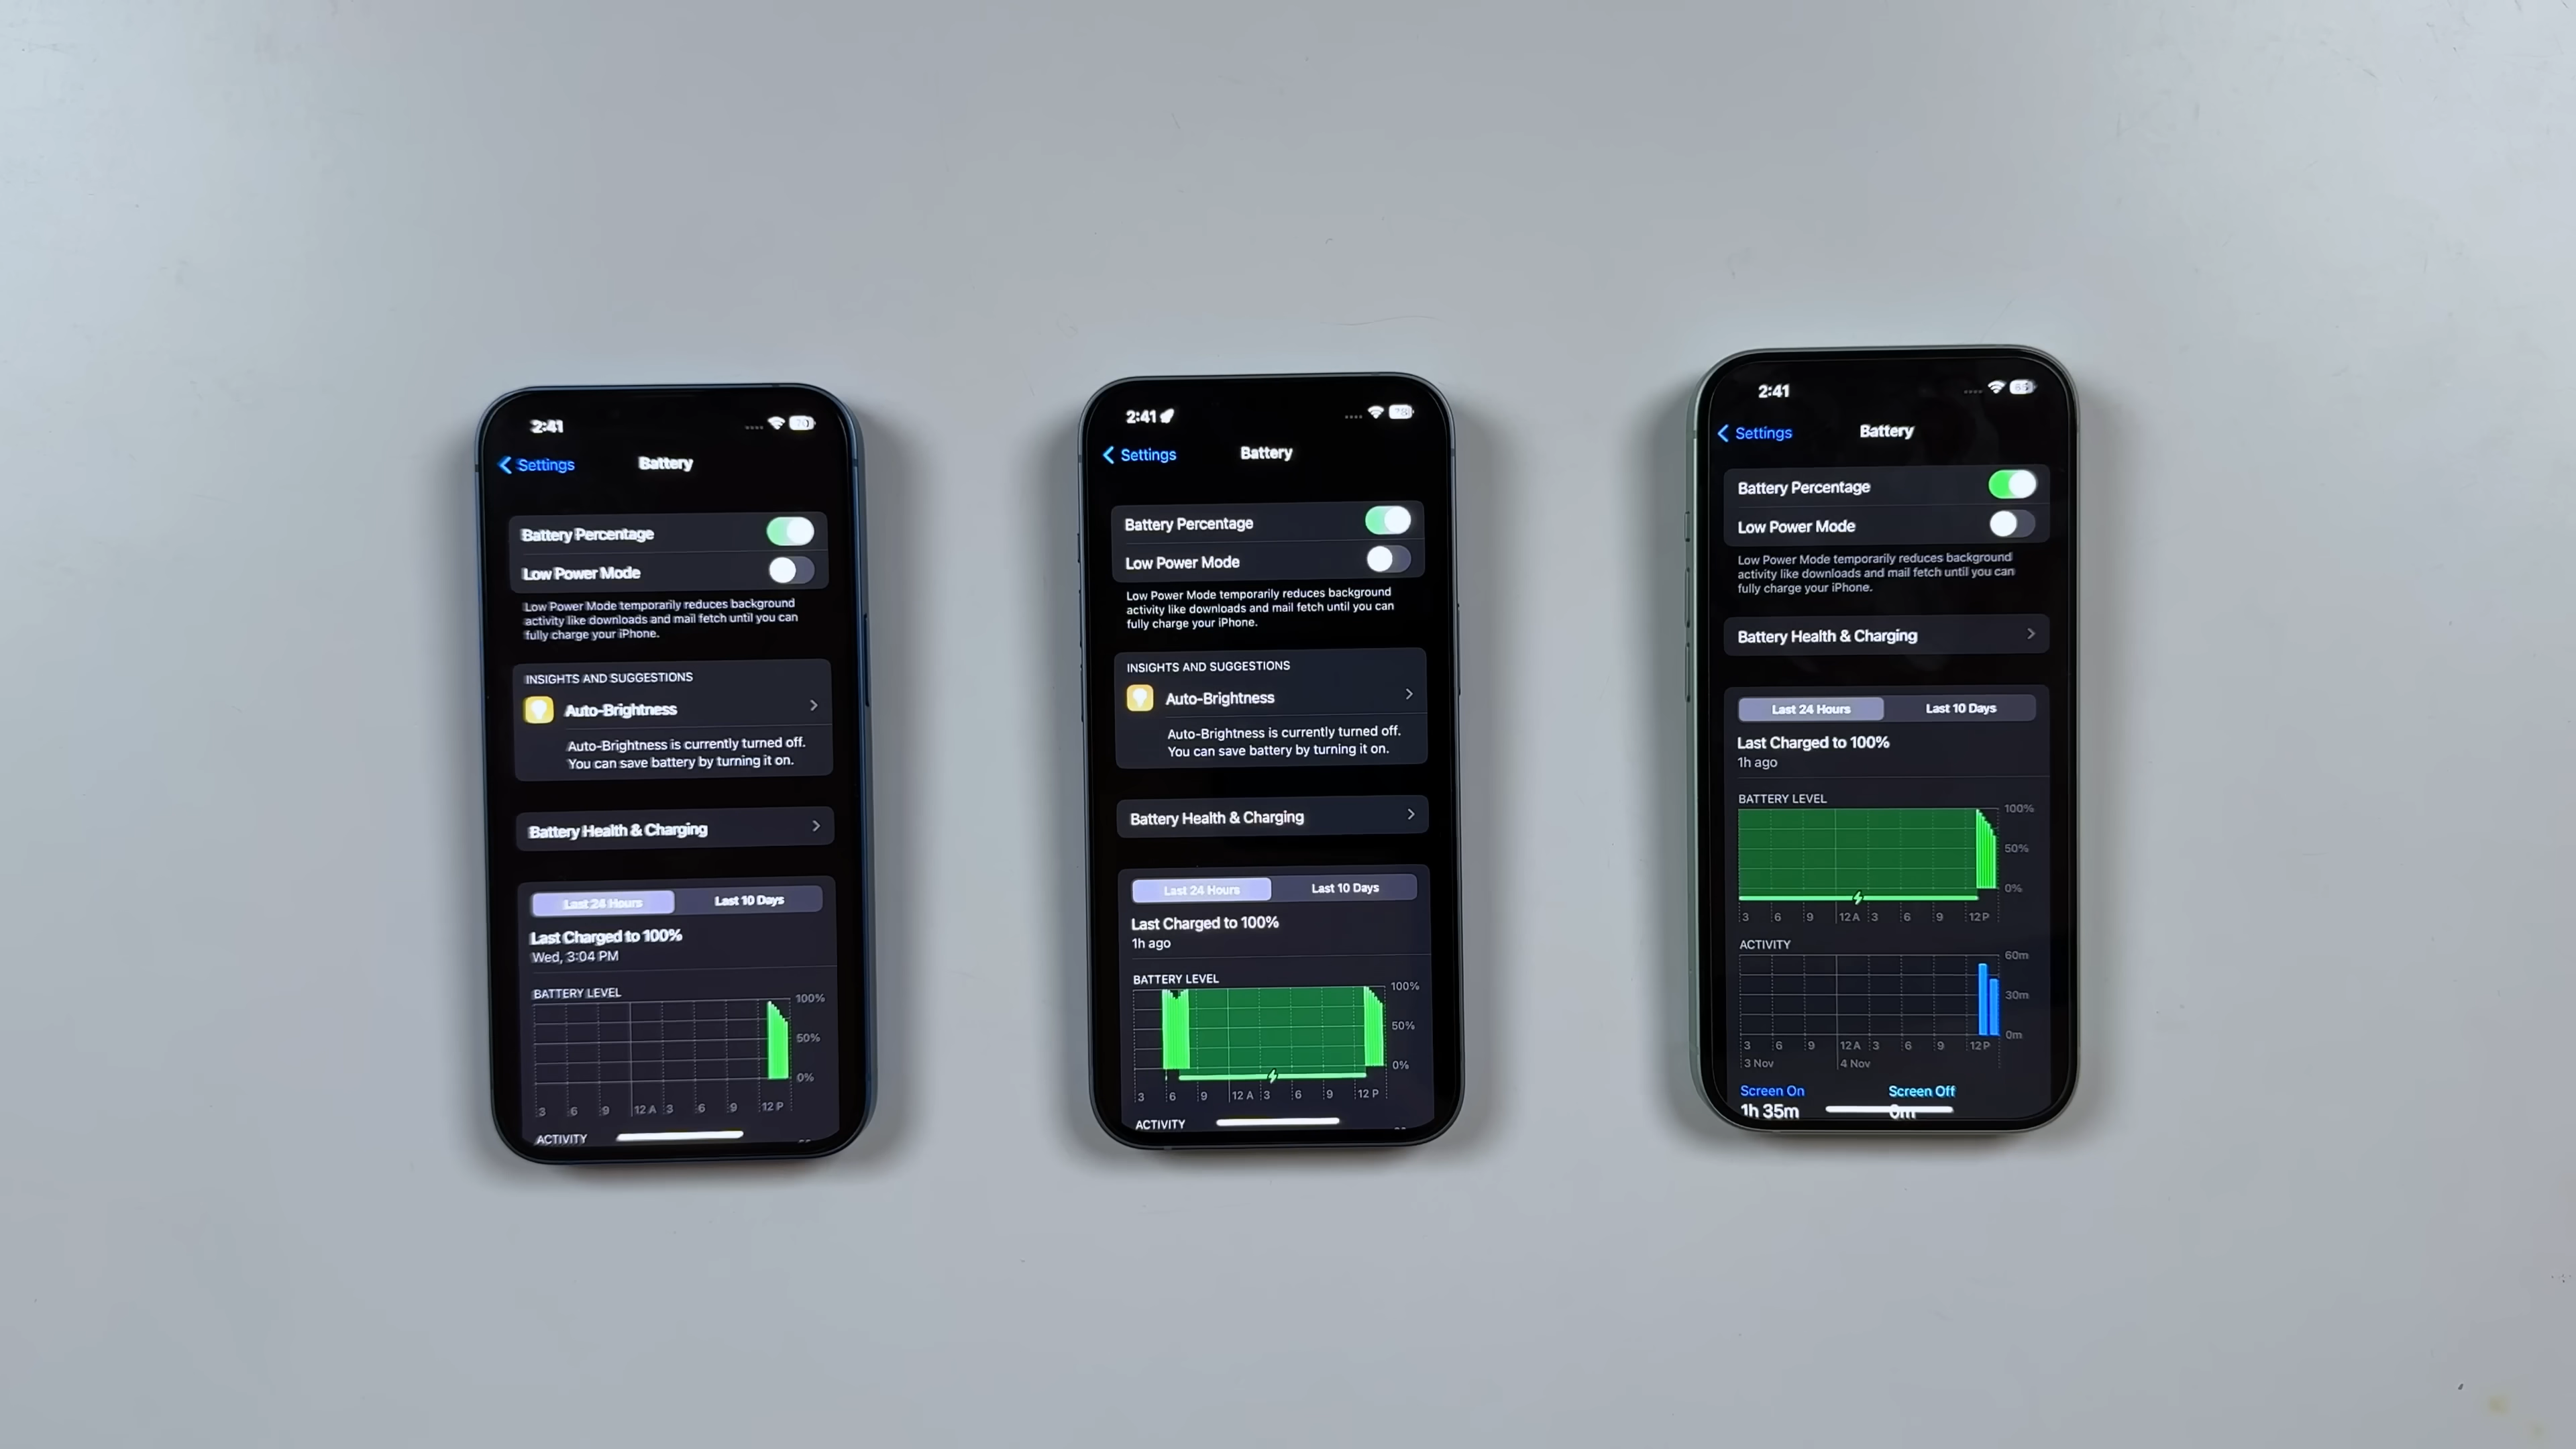 2:41
Settings
Battery
Battery Percentage
Low Power Mode
Low Power Mode temporarily reduces background
activity like downloads and mail fetch until you can
fully charge your iPhone.
INSIGHTS AND SUGGESTIONS
Auto-Brightness
Auto-Brightness is currently turned off.
You can save battery by turning it on.
Battery Health & Charging
Last 24 Hours Last 10 Days
Last Charged to 100%
Wed, 3:04 PM
BATTERY LEVEL
100%
50%
0%
3 6 9 12 A 3 6 9 12 P
ACTIVITY
2:41
Settings
Battery
Battery Percentage
Low Power Mode
Low Power Mode temporarily reduces background
activity like downloads and mail fetch until you can
fully charge your iPhone.
INSIGHTS AND SUGGESTIONS
Auto-Brightness
Auto-Brightness is currently turned off.
You can save battery by turning it on.
Battery Health & Charging
Last 24 Hours Last 10 Days
Last Charged to 100%
1h ago
BATTERY LEVEL
100%
50%
0%
3 6 9 12 A 3 6 9 12 P
ACTIVITY
2:41
Settings
Battery
Battery Percentage
Low Power Mode
Low Power Mode temporarily reduces background
activity like downloads and mail fetch until you can
fully charge your iPhone.
Battery Health & Charging
Last 24 Hours Last 10 Days
Last Charged to 100%
1h ago
BATTERY LEVEL
100%
50%
0%
3 6 9 12 A 3 6 9 12 P
ACTIVITY
60m
30m
0m
3 6 9 12 A 3 6 9 12 P
3 Nov 4 Nov
Screen On Screen Off
1h 35m 0m